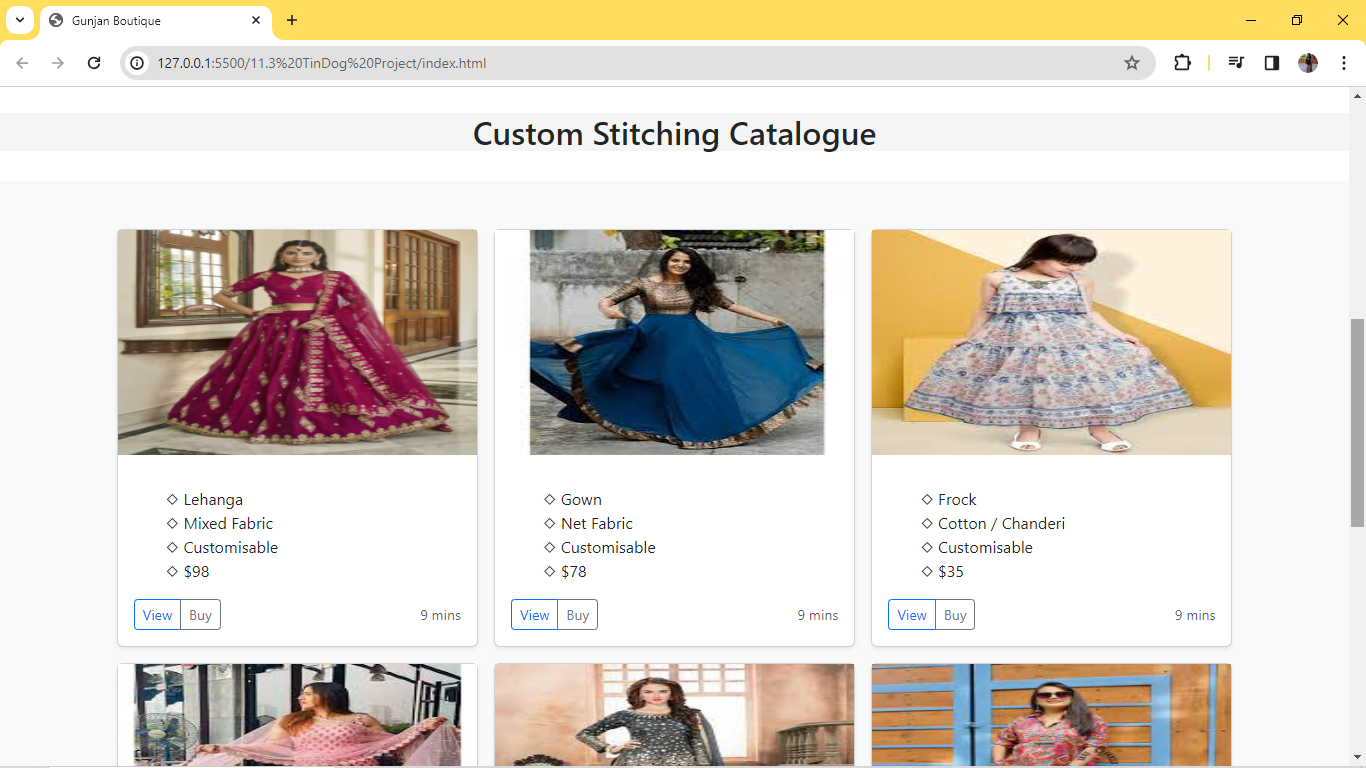 Gunjan Boutique
127.0.0.1:5500/11.3%20TinDog%20Project/index.html
Custom Stitching Catalogue
Lehanga
Mixed Fabric
Customisable
$98
View Buy 9 mins
Gown
Net Fabric
Customisable
$78
View Buy 9 mins
Frock
Cotton / Chanderi
Customisable
$35
View Buy 9 mins